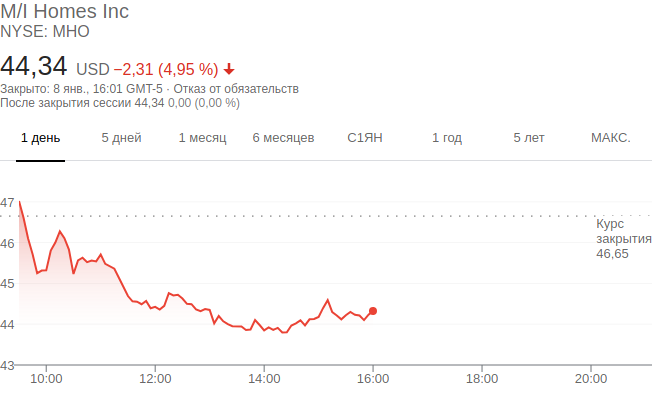 M/I Homes Inc
NYSE: MHO
44,34 USD −2,31 (4,95 %)
Закрыто: 8 янв., 16:01 GMT-5 · Отказ от обязательств
После закрытия сессии 44,34 0,00 (0,00 %)
1 день 5 дней 1 месяц 6 месяцев С1ЯН 1 год 5 лет МАКС.
47
Курс
закрытия
46,65
46
45
44
43
10:00 12:00 14:00 16:00 18:00 20:00